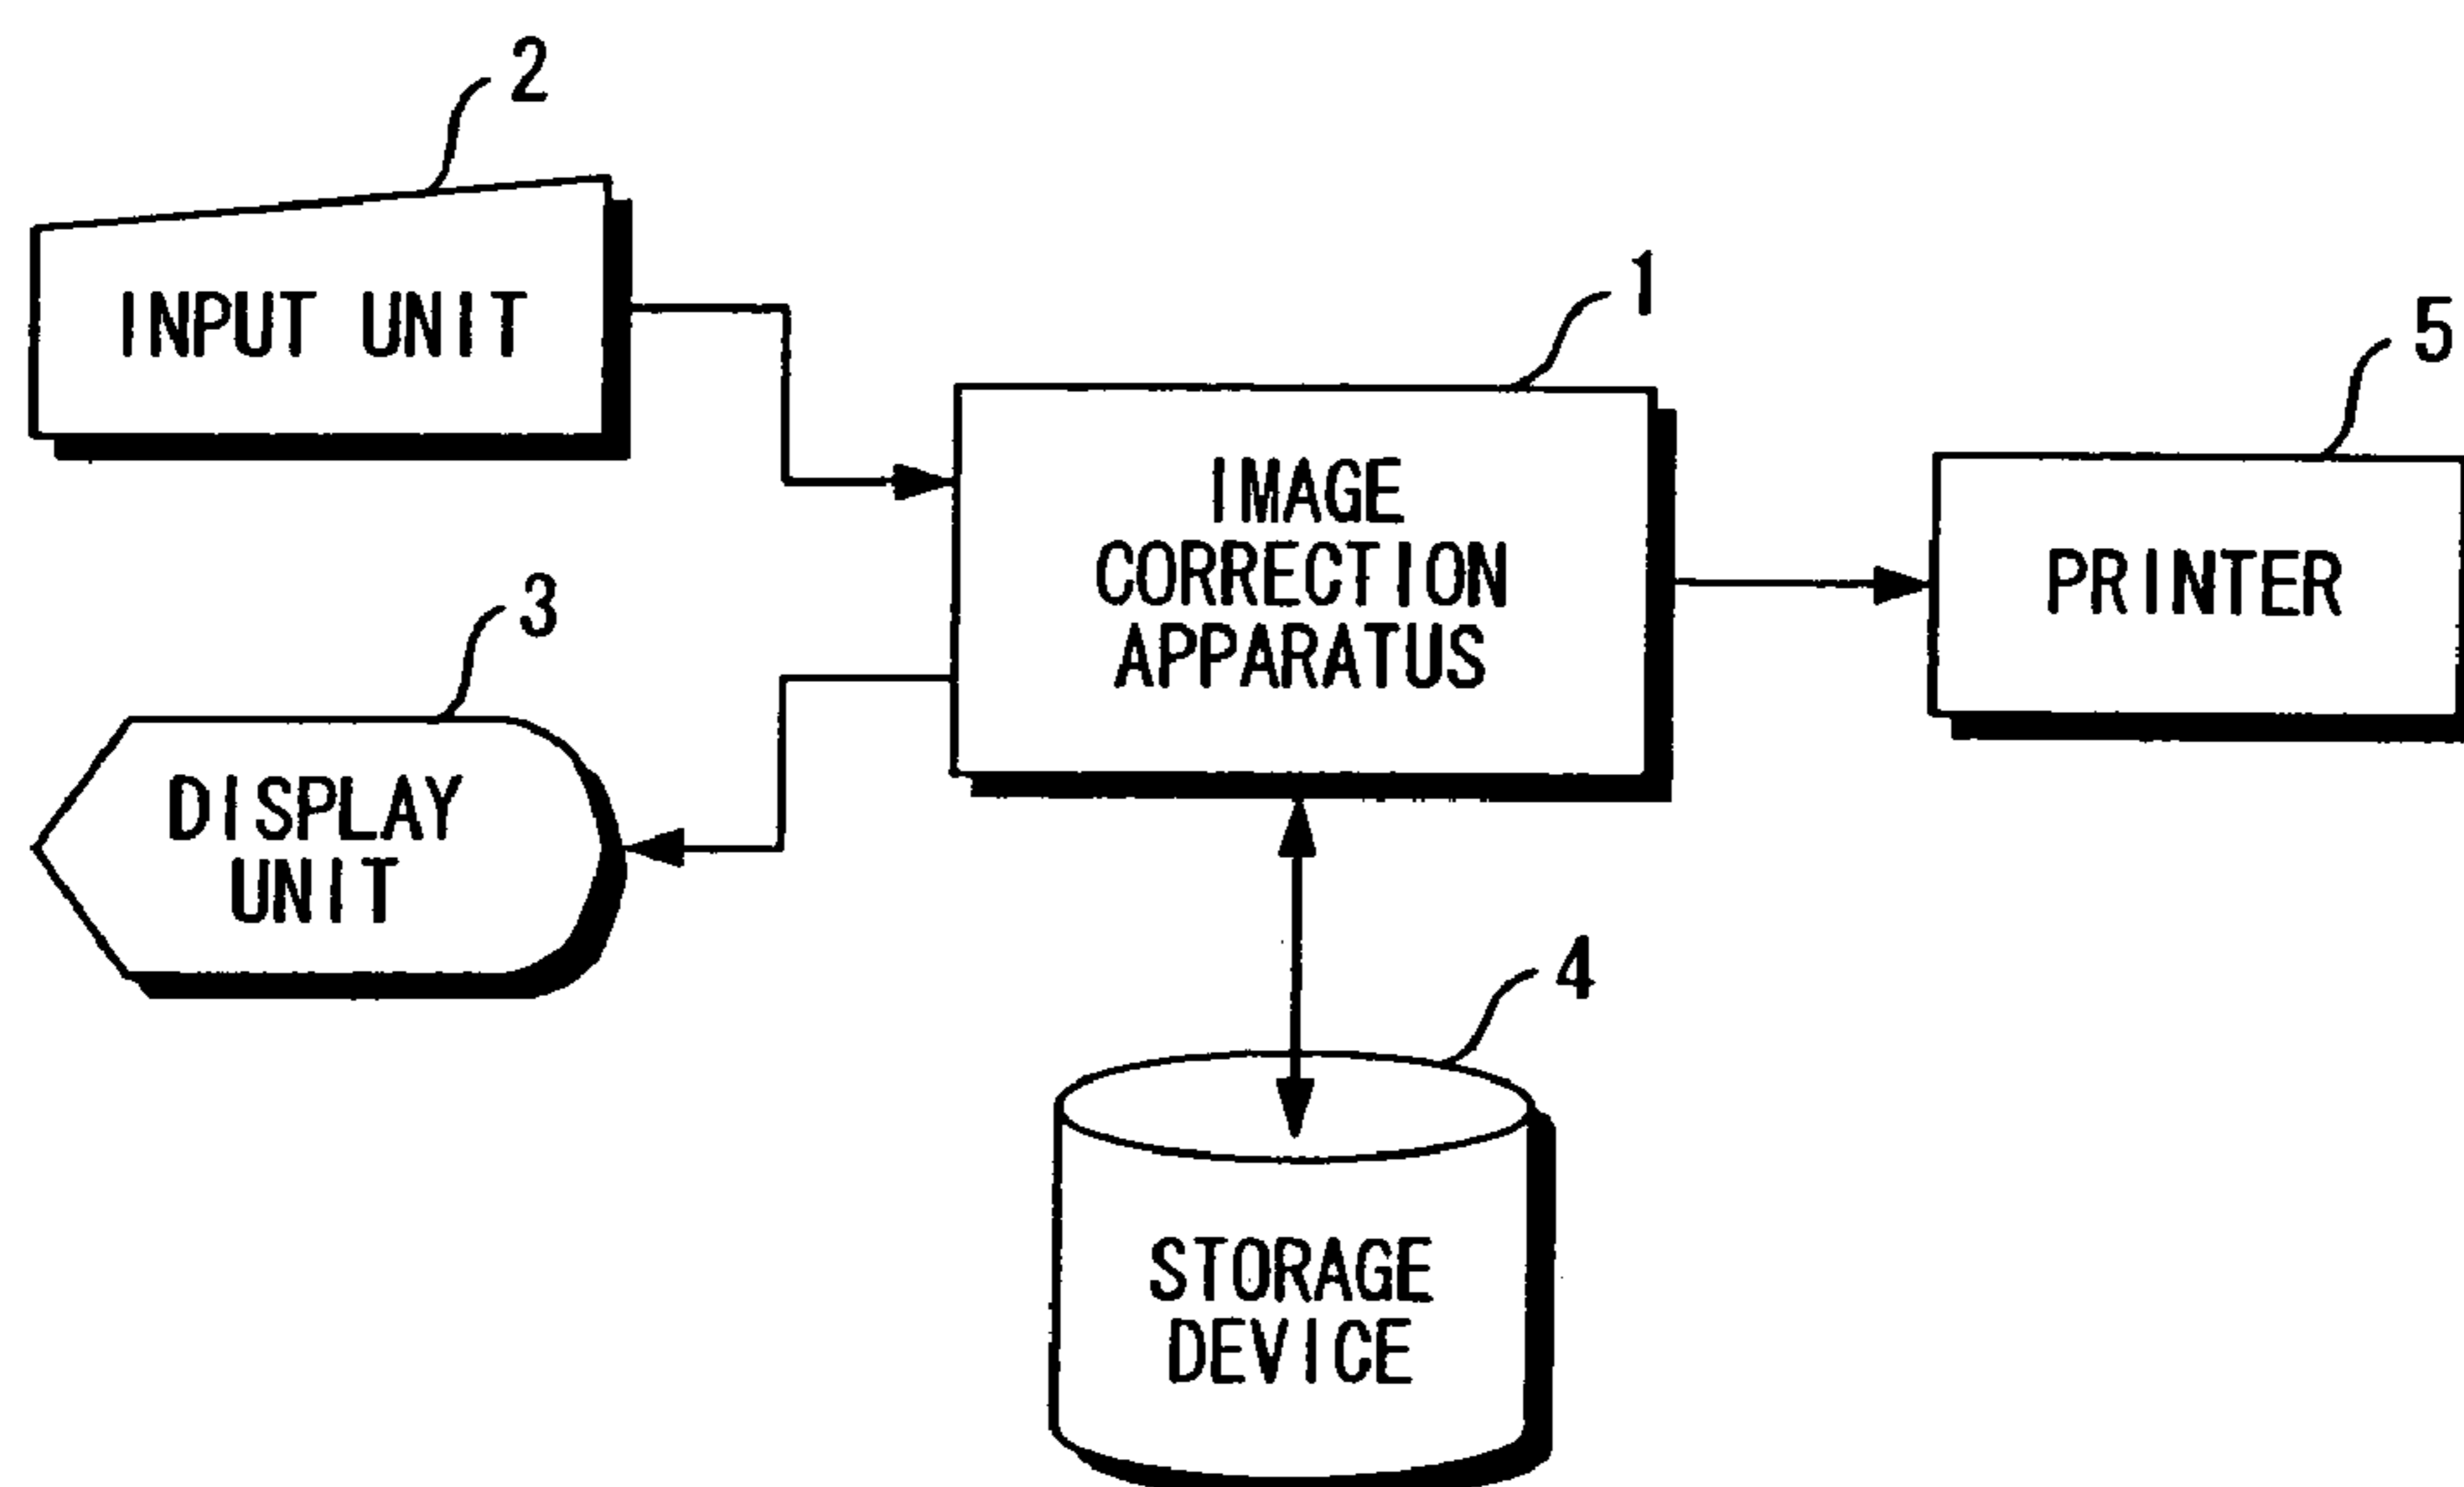 2
INPUT UNIT
1
IMAGE
CORRECTION
APPARATUS
5
PRINTER
3
DISPLAY
UNIT
4
STORAGE
DEVICE